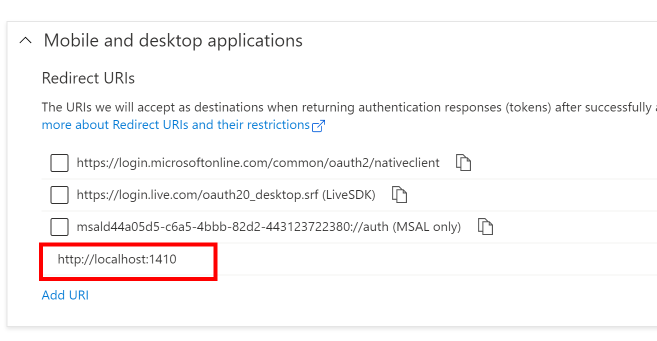 Mobile and desktop applications
Redirect URIs
The URIs we will accept as destinations when returning authentication responses (tokens) after successfully
more about Redirect URIs and their restrictions
https://login.microsoftonline.com/common/oauth2/nativeclient
https://login.live.com/oauth20_desktop.srf (LiveSDK)
msald44a05d5-c6a5-4bbb-82d2-443123722380://auth (MSAL only)
http://localhost:1410
Add URI